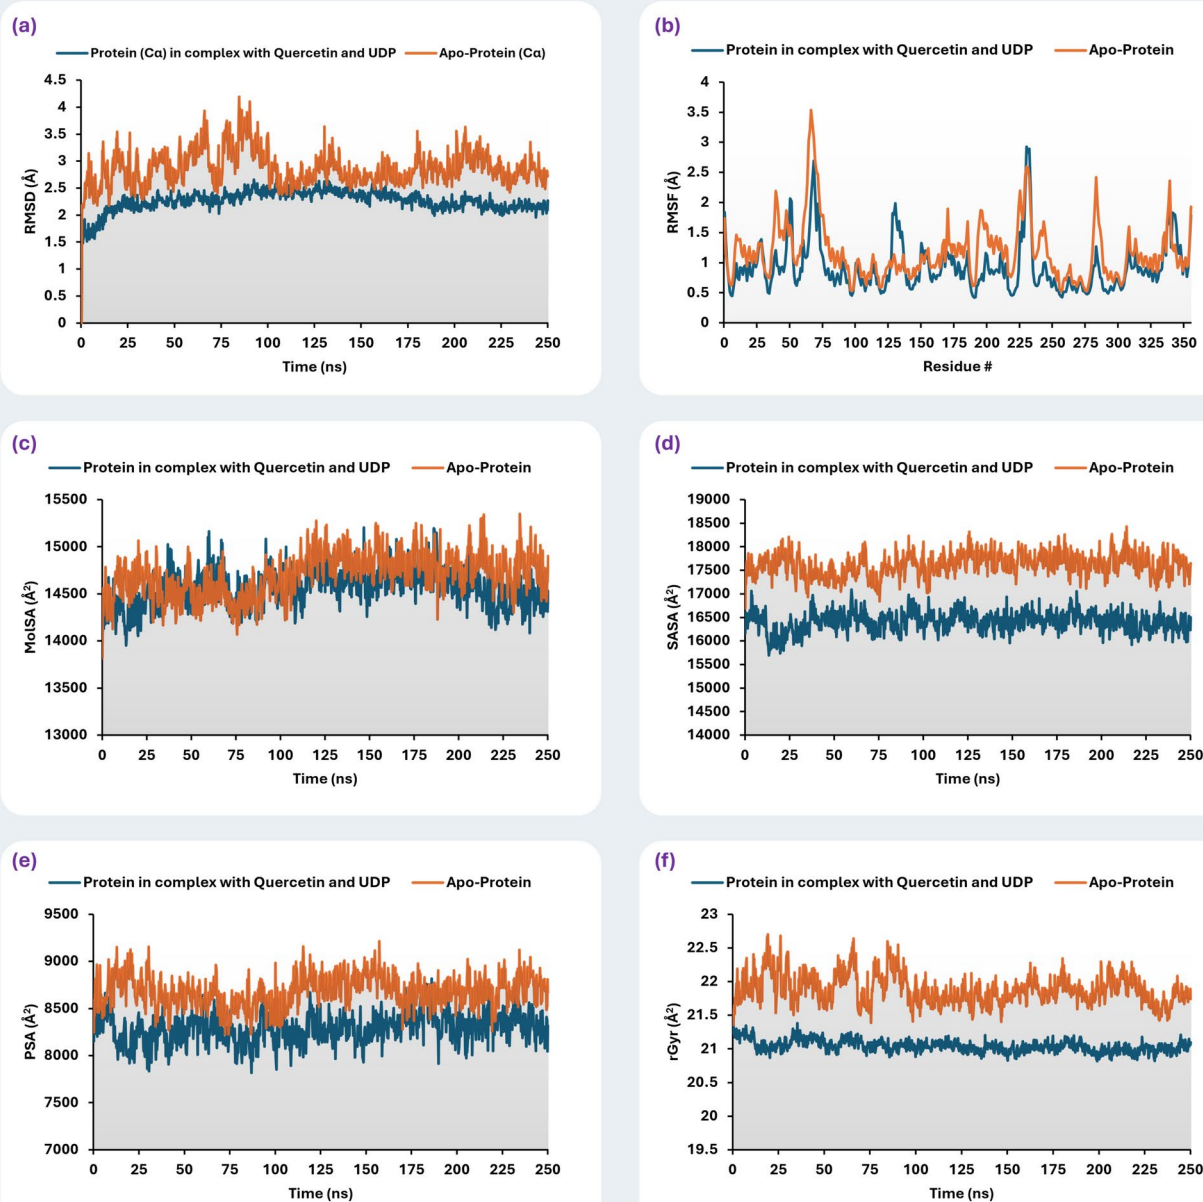 (a)
Protein (Cα) in complex with Quercetin and UDP Apo-Protein (Cα)
RMSD (Å)
4.5
4
3.5
3
2.5
2
1.5
1
0.5
0
0 25 50 75 100 125 150 175 200 225 250
Time (ns)
(b)
Protein in complex with Quercetin and UDP Apo-Protein
RMSF (Å)
4
3.5
3
2.5
2
1.5
1
0.5
0
0 25 50 75 100 125 150 175 200 225 250 275 300 325 350
Residue #
(c)
Protein in complex with Quercetin and UDP Apo-Protein
MolSA (Å²)
15500
15000
14500
14000
13500
13000
0 25 50 75 100 125 150 175 200 225 250
Time (ns)
(d)
Protein in complex with Quercetin and UDP Apo-Protein
SASA (Å²)
19000
18500
18000
17500
17000
16500
16000
15500
15000
14500
14000
0 25 50 75 100 125 150 175 200 225 250
Time (ns)
(e)
Protein in complex with Quercetin and UDP Apo-Protein
PSA (Å²)
9500
9000
8500
8000
7500
7000
0 25 50 75 100 125 150 175 200 225 250
Time (ns)
(f)
Protein in complex with Quercetin and UDP Apo-Protein
rGyr (Å²)
23
22.5
22
21.5
21
20.5
20
19.5
0 25 50 75 100 125 150 175 200 225 250
Time (ns)